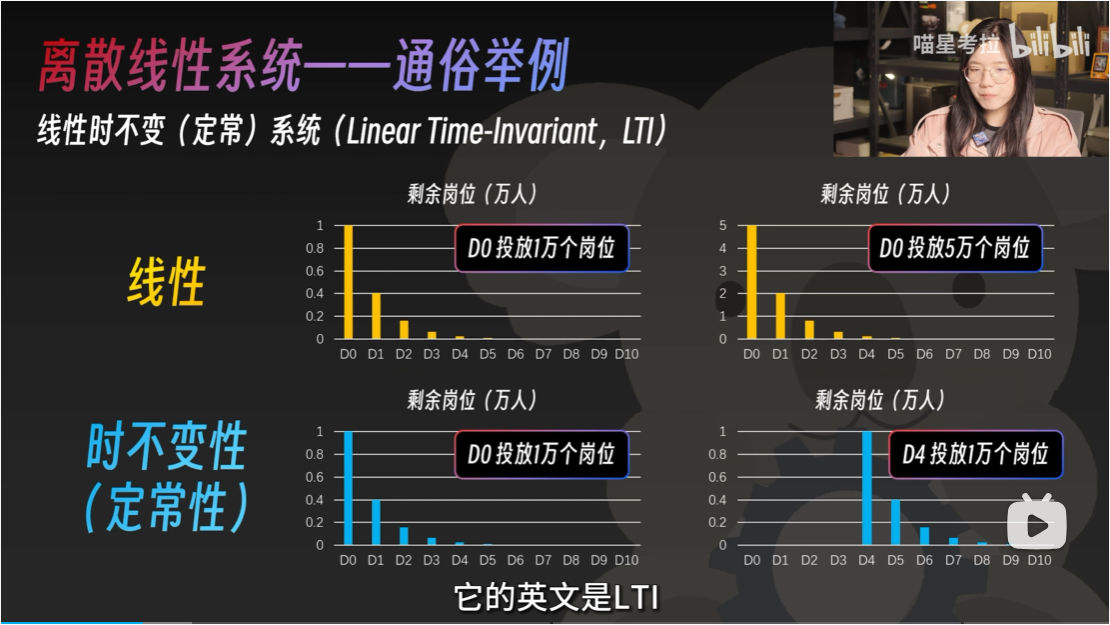 离散线性系统——通俗举例
喵星考拉 bilibili
线性时不变（定常）系统（Linear Time-Invariant，LTI）
线性
剩余岗位（万人）
D0 投放1万个岗位
1
0.8
0.6
0.4
0.2
0
D0 D1 D2 D3 D4 D5 D6 D7 D8 D9 D10
剩余岗位（万人）
D0 投放5万个岗位
5
4
3
2
1
0
D0 D1 D2 D3 D4 D5 D6 D7 D8 D9 D10
时不变性
（定常性）
剩余岗位（万人）
D0 投放1万个岗位
1
0.8
0.6
0.4
0.2
0
D0 D1 D2 D3 D4 D5 D6 D7 D8 D9 D10
剩余岗位（万人）
D4 投放1万个岗位
1
0.8
0.6
0.4
0.2
0
D0 D1 D2 D3 D4 D5 D6 D7 D8 D9 D10
它的英文是LTI